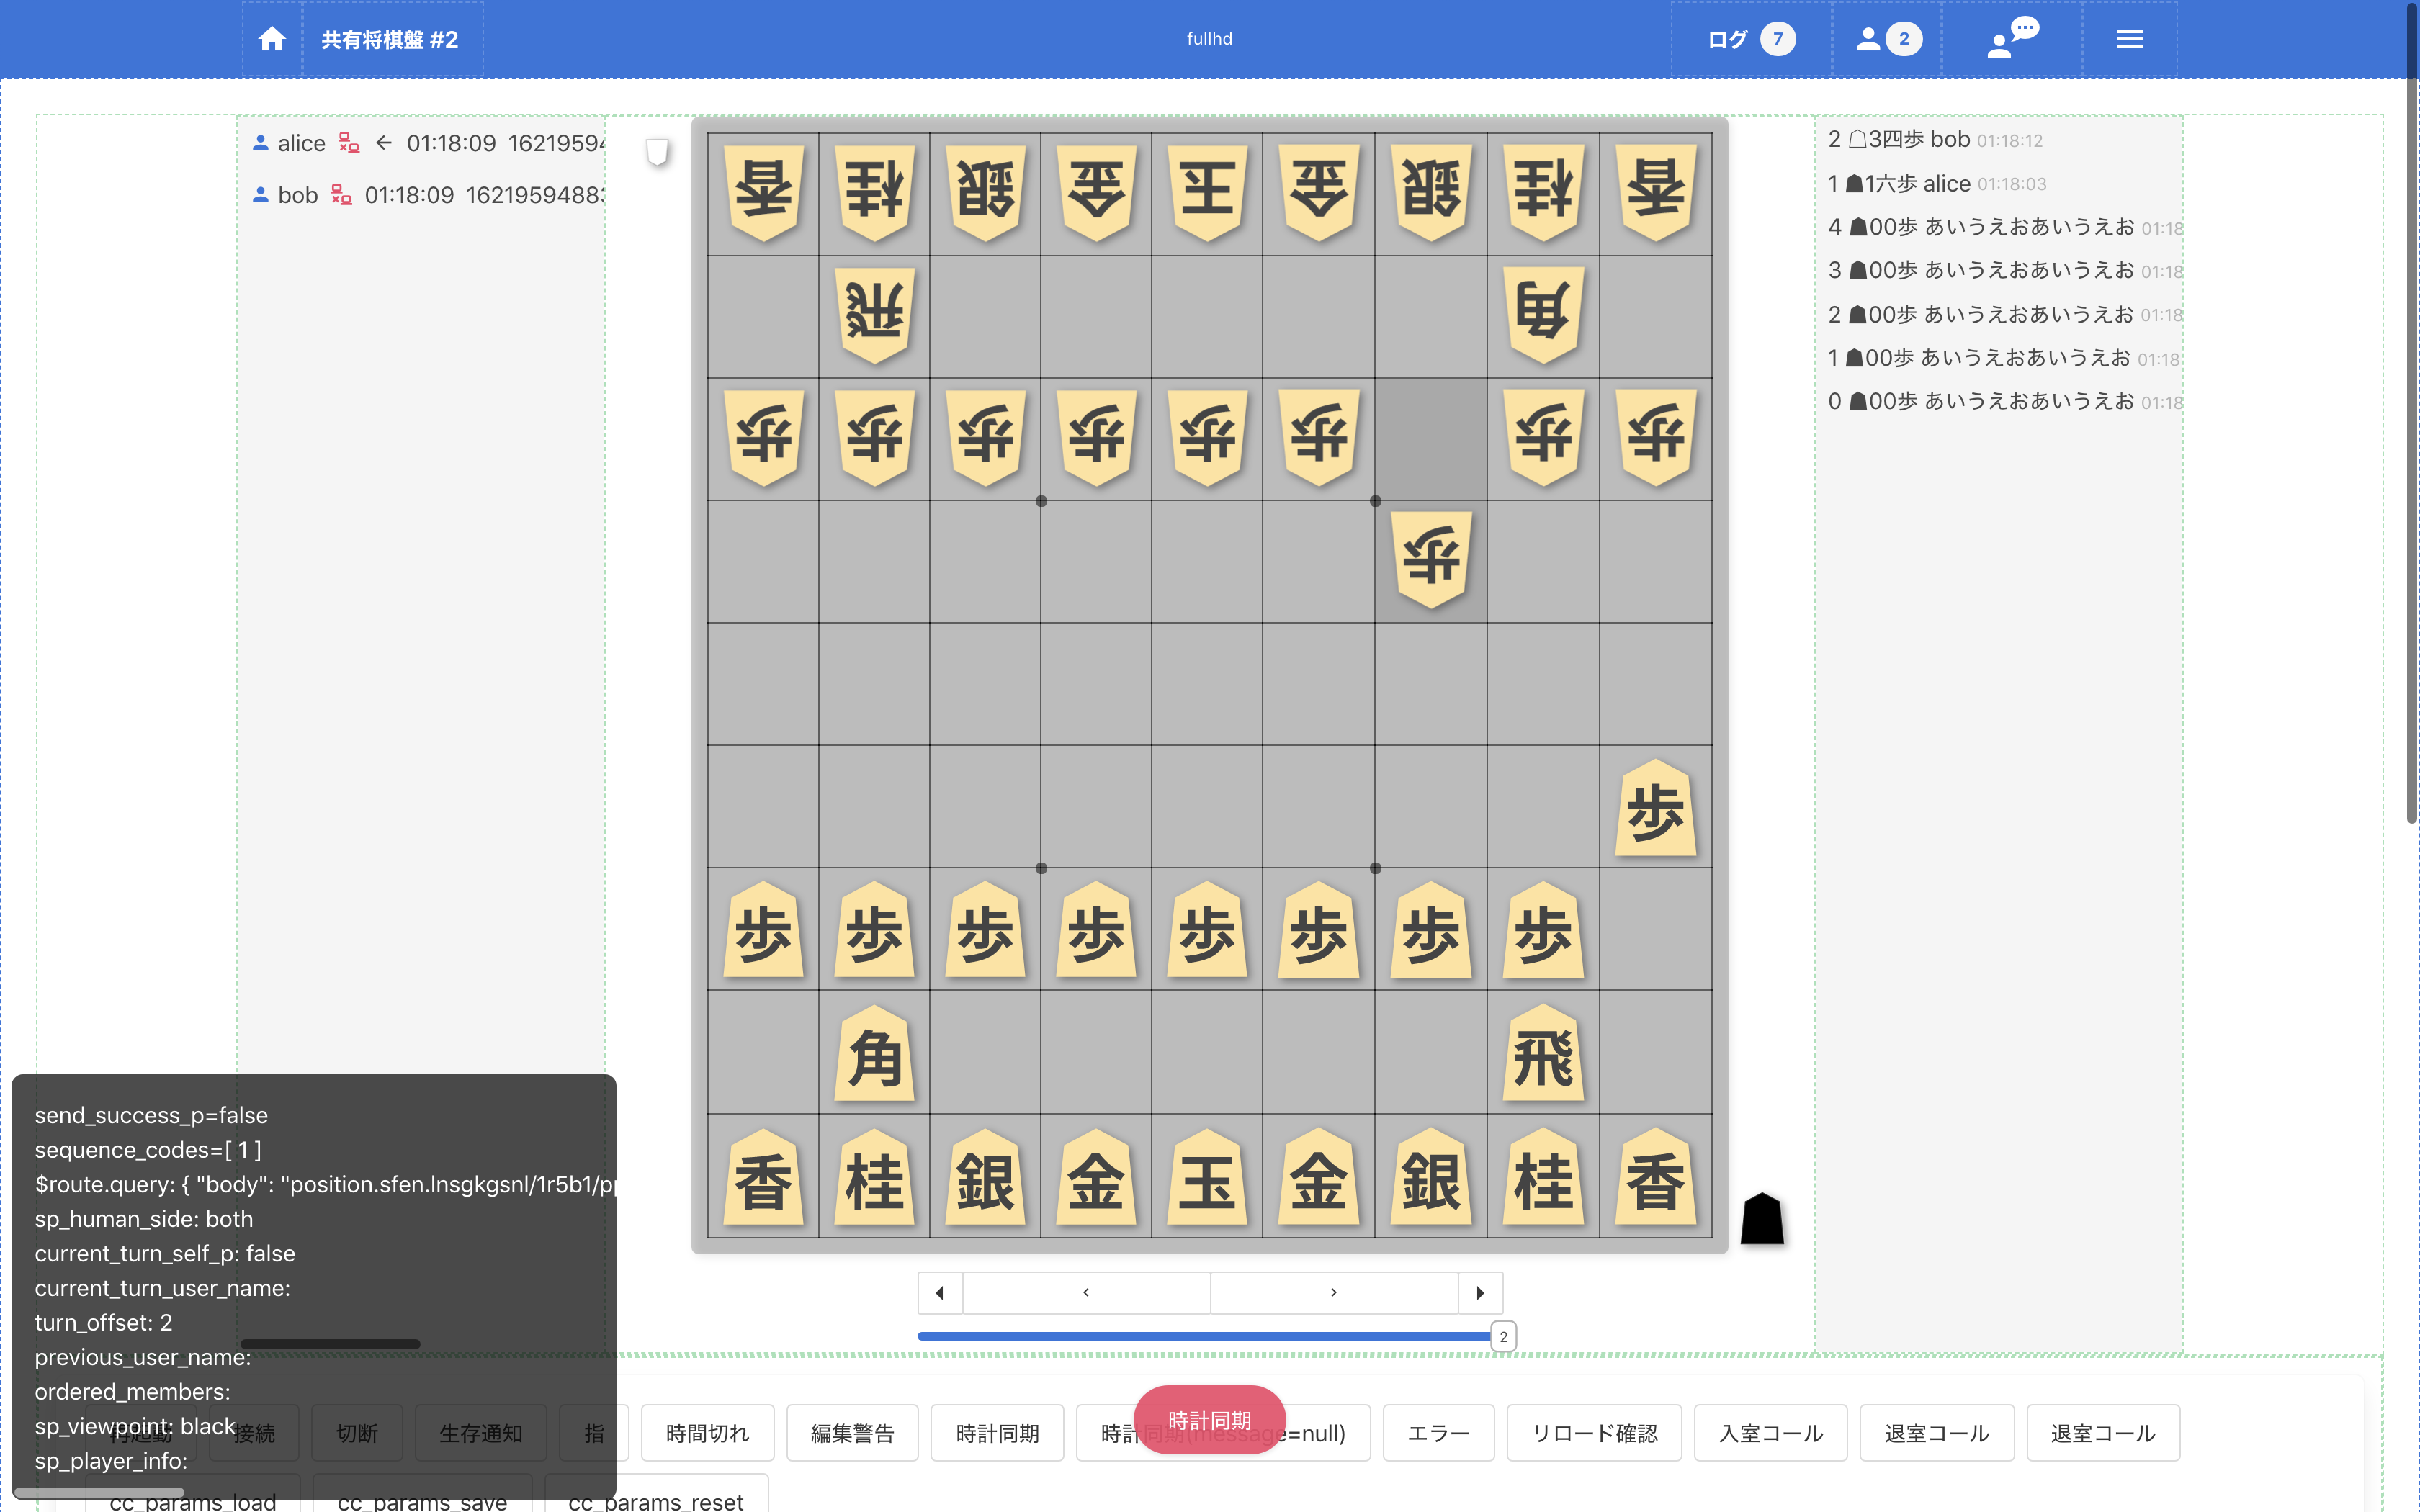 共有将棋盤 #2
fullhd
ログ 7
2
alice ← 01:18:09 16219594
bob 01:18:09 1621959488
2 ☖3四歩 bob 01:18:12
1 ☗1六歩 alice 01:18:03
4 ☗00歩 あいうえおあいうえお 01:18
3 ☗00歩 あいうえおあいうえお 01:18
2 ☗00歩 あいうえおあいうえお 01:18
1 ☗00歩 あいうえおあいうえお 01:18
0 ☗00歩 あいうえおあいうえお 01:18
香 桂 銀 金 玉 金 銀 桂 香
飛 角
歩 歩 歩 歩 歩 歩 歩 歩
歩
歩
歩 歩 歩 歩 歩 歩 歩 歩
角 飛
香 桂 銀 金 玉 金 銀 桂 香
2
send_success_p=false
sequence_codes=[ 1 ]
$route.query: { "body": "position.sfen.lnsgkgsnl/1r5b1/p
sp_human_side: both
current_turn_self_p: false
current_turn_user_name:
turn_offset: 2
previous_user_name:
ordered_members:
sp_viewpoint: black
sp_player_info:
時計同期
再起動 接続 切断 生存通知 指 時間切れ 編集警告 時計同期 時計同期(message=null) エラー リロード確認 入室コール 退室コール 退室コール
cc_params_load cc_params_save cc_params_reset